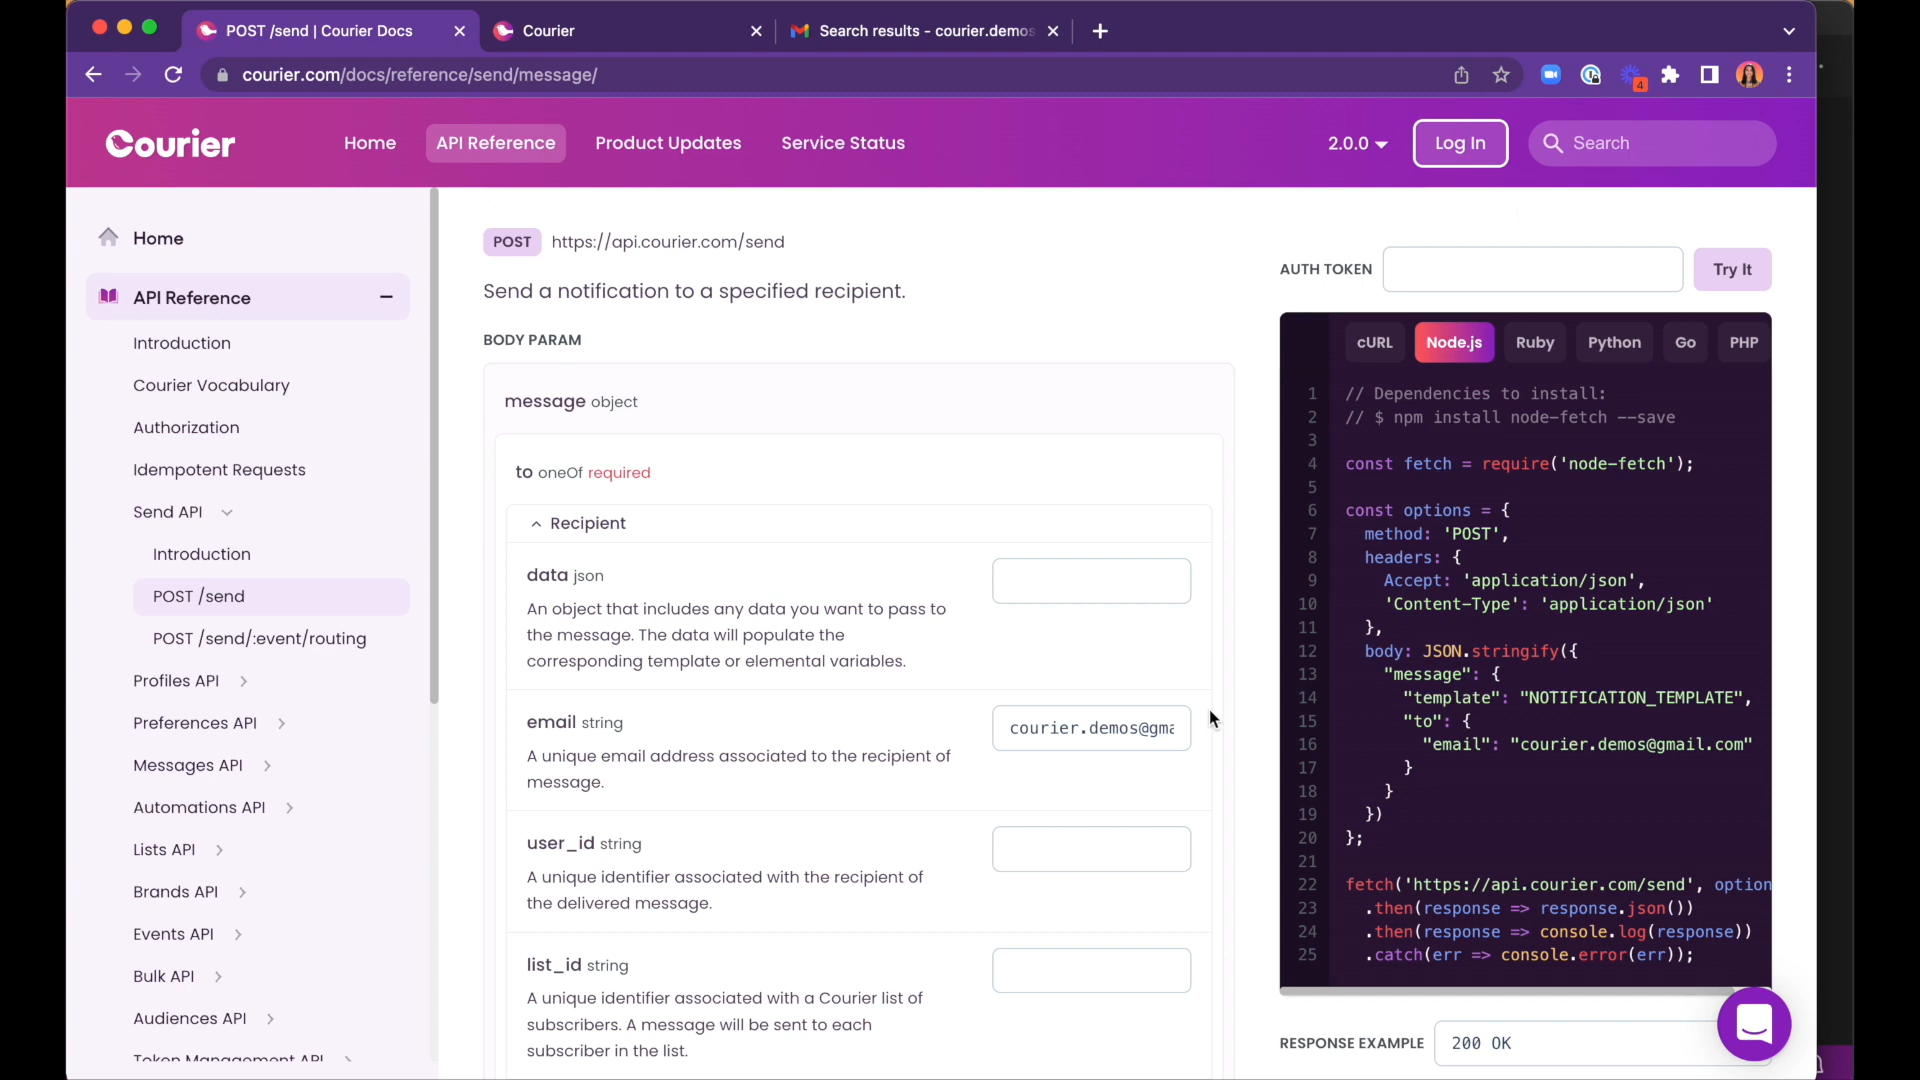 POST /send | Courier Docs
Courier
Search results - courier.demos
courier.com/docs/reference/send/message/
4
Courier
Home
API Reference
Product Updates
Service Status
2.0.0
Log In
Search
Home
API Reference
Introduction
Courier Vocabulary
Authorization
Idempotent Requests
Send API
Introduction
POST /send
POST /send/:event/routing
Profiles API
Preferences API
Messages API
Automations API
Lists API
Brands API
Events API
Bulk API
Audiences API
Token Management API
POST https://api.courier.com/send
Send a notification to a specified recipient.
BODY PARAM
message object
to oneOf required
Recipient
data json
An object that includes any data you want to pass to
the message. The data will populate the
corresponding template or elemental variables.
email string
courier.demos@gma
A unique email address associated to the recipient of
message.
user_id string
A unique identifier associated with the recipient of
the delivered message.
list_id string
A unique identifier associated with a Courier list of
subscribers. A message will be sent to each
subscriber in the list.
AUTH TOKEN
Try It
cURL Node.js Ruby Python Go PHP
1 // Dependencies to install:
2 // $ npm install node-fetch --save
3
4 const fetch = require('node-fetch');
5
6 const options = {
7 method: 'POST',
8 headers: {
9 Accept: 'application/json',
10 'Content-Type': 'application/json'
11 },
12 body: JSON.stringify({
13 "message": {
14 "template": "NOTIFICATION_TEMPLATE",
15 "to": {
16 "email": "courier.demos@gmail.com"
17 }
18 }
19 })
20 };
21
22 fetch('https://api.courier.com/send', option
23 .then(response => response.json())
24 .then(response => console.log(response))
25 .catch(err => console.error(err));
RESPONSE EXAMPLE
200 OK